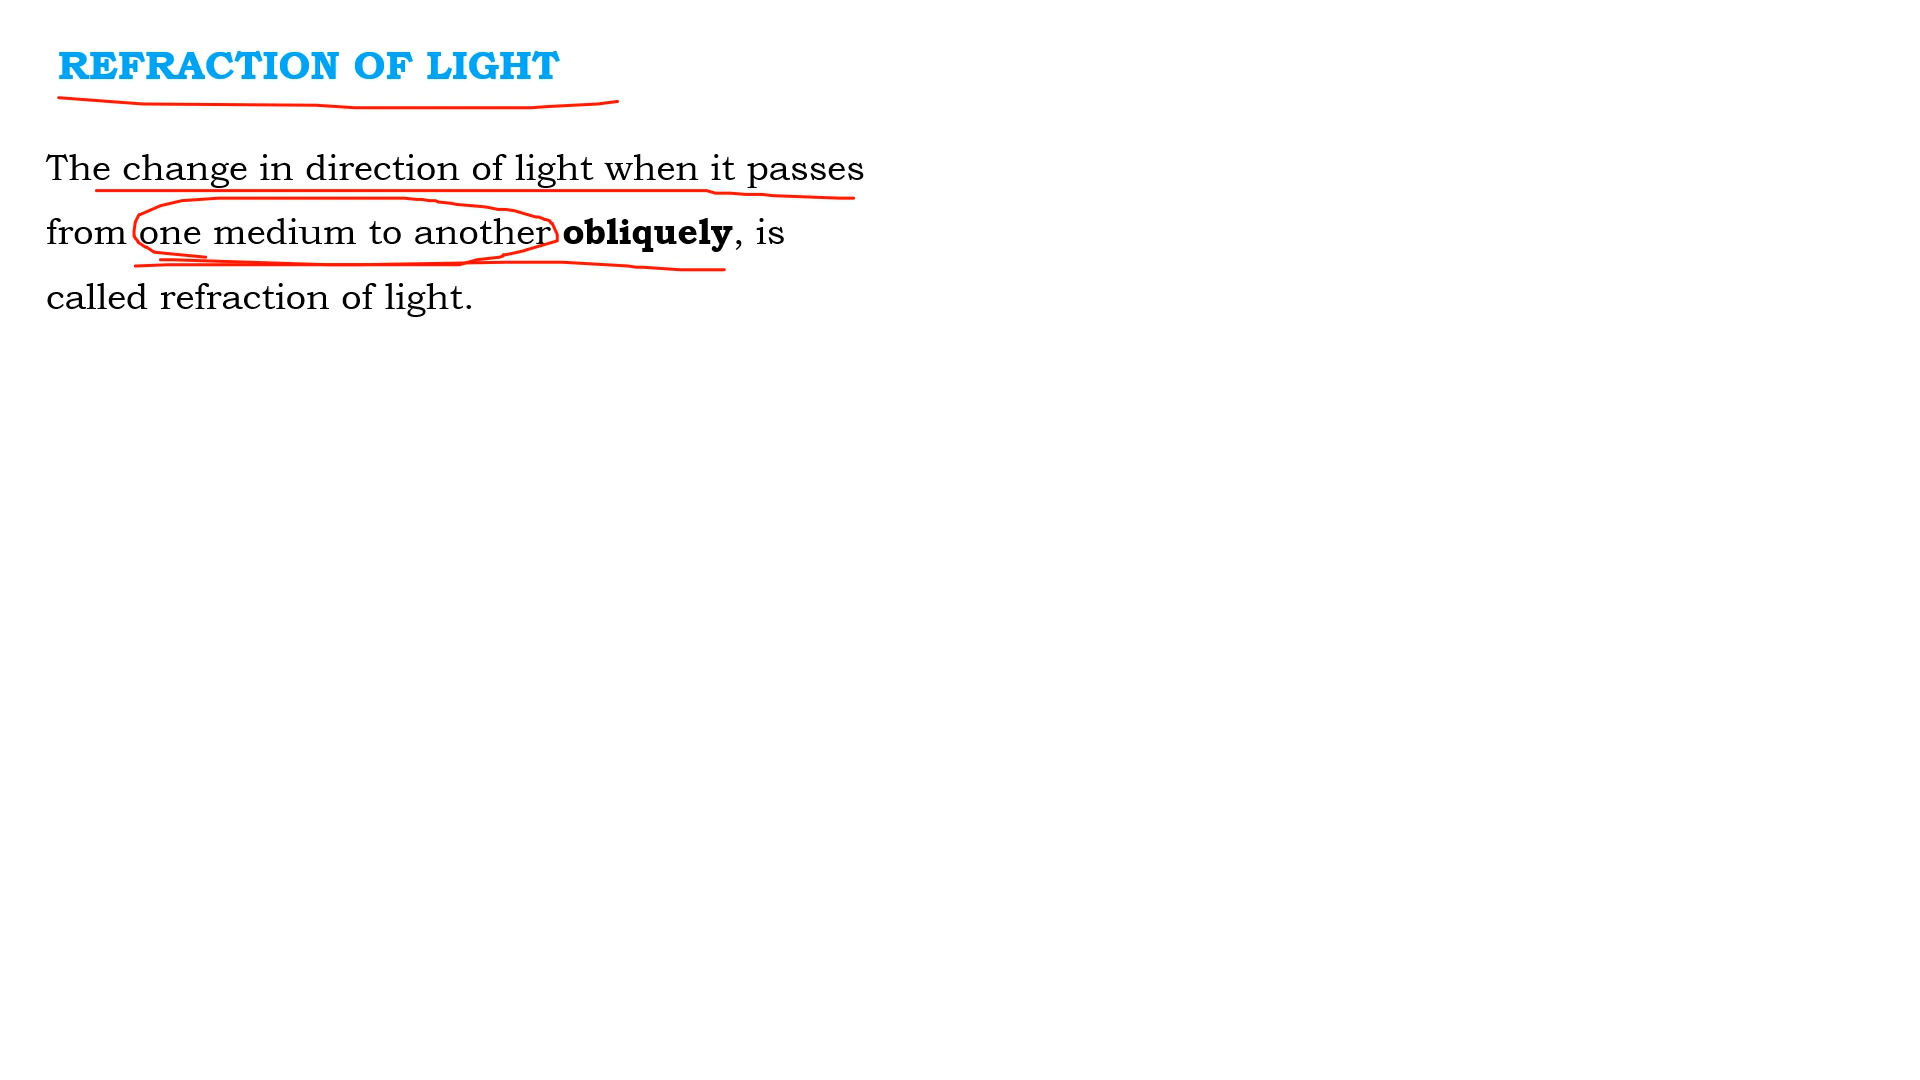 REFRACTION OF LIGHT
The change in direction of light when it passes
from one medium to another obliquely, is
called refraction of light.